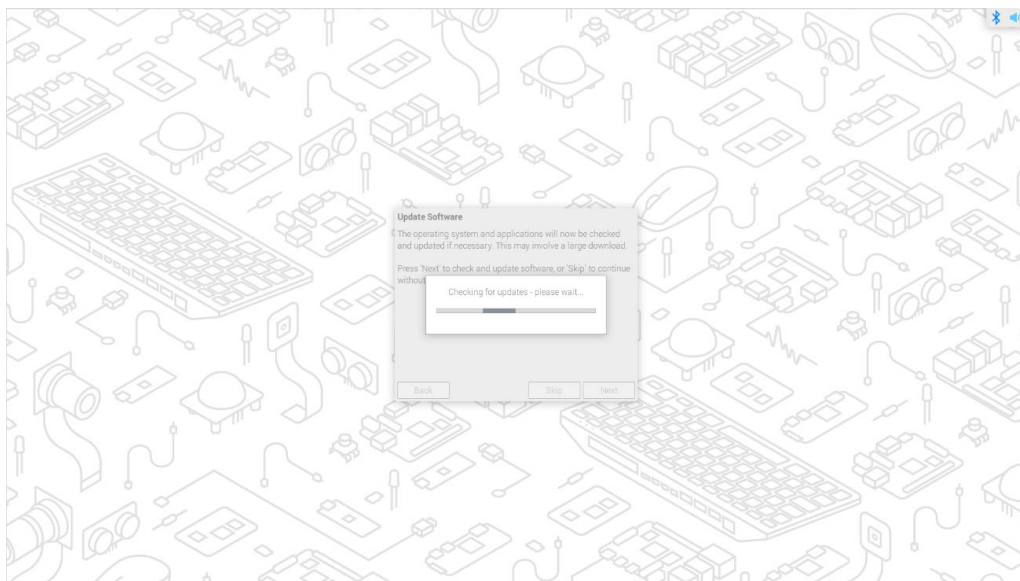 Update Software
The operating system and applications will now be checked
and updated if necessary. This may involve a large download.
Press 'Next' to check and update software, or 'Skip' to continue
without
Checking for updates - please wait...
Back
Skip
Next